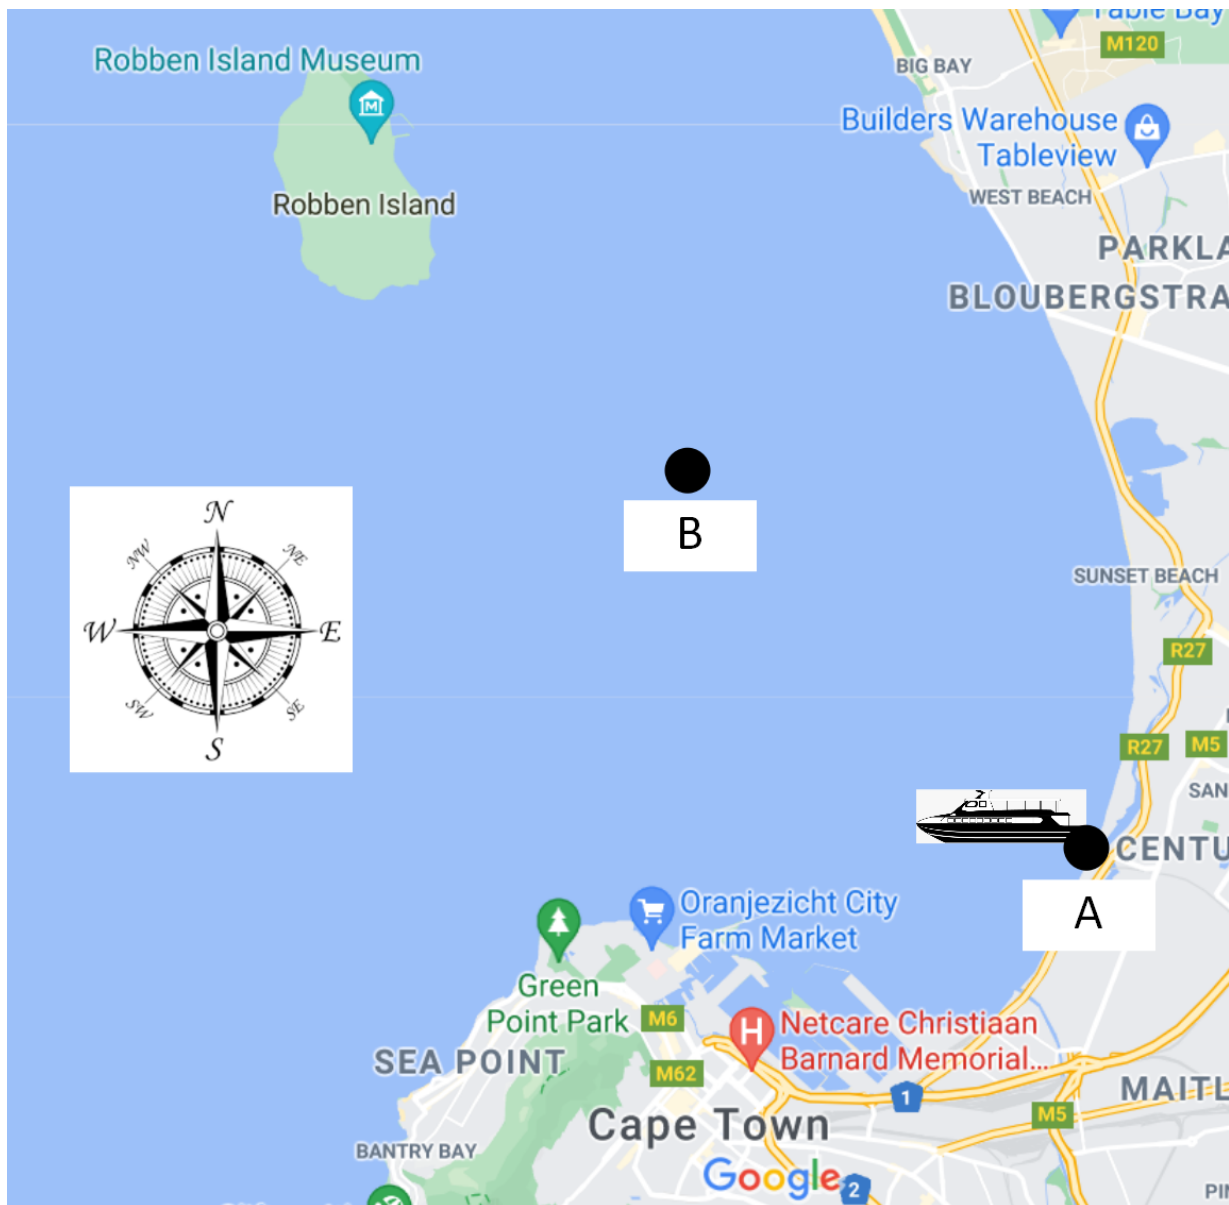 Table Bay
M120
Robben Island Museum
BIG BAY
M
Builders Warehouse
Tableview
WEST BEACH
Robben Island
PARKLA
BLOUBERGSTRA
B
N
NW
NE
W
E
SW
SE
S
SUNSET BEACH
R27
R27
M5
SAN
CENTU
A
Oranjezicht City
Farm Market
Green
Point Park
M6
H
Netcare Christiaan
Barnard Memorial...
SEA POINT
M62
1
MAITL
M5
Cape Town
BANTRY BAY
Google
2
PI